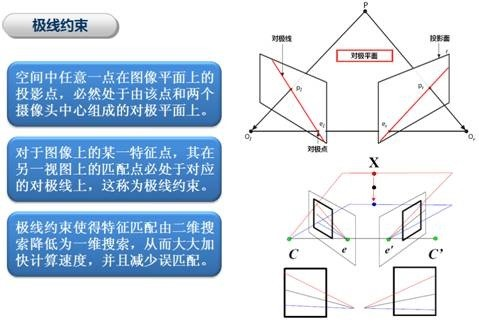 极线约束
空间中任意一点在图像平面上的
投影点，必然处于由该点和两个
摄像头中心组成的对极平面上。
对于图像上的某一特征点，其在
另一视图上的匹配点必处于对应
的对极线上，这称为极线约束。
极线约束使得特征匹配由二维搜
索降低为一维搜索，从而大大加
快计算速度，并且减少误匹配。
P
对极线
投影面
对极平面
pl
pr
el
er
Ol
Or
对极点
X
C
e
e'
C'